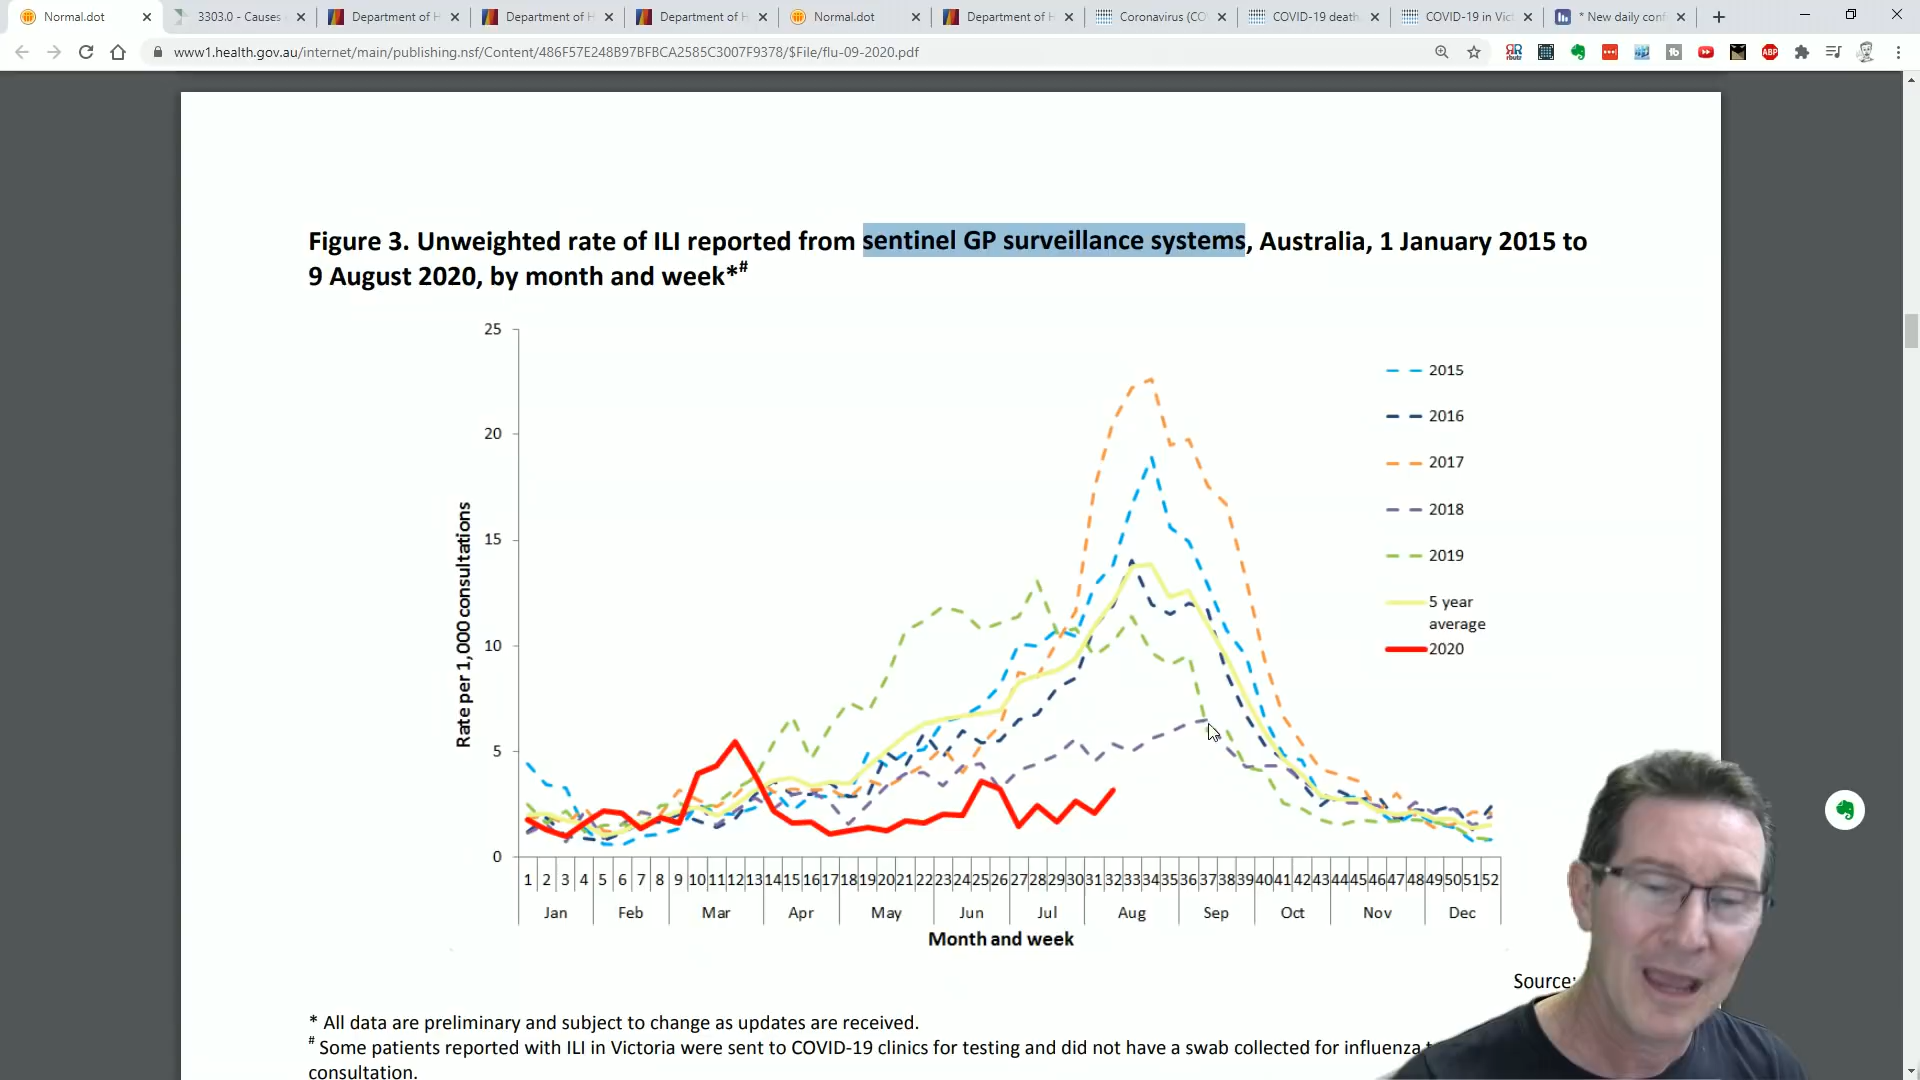 Normal.dot
3303.0 - Causes
Department of H
Department of H
Department of H
Normal.dot
Department of H
Coronavirus (CO
COVID-19 death
COVID-19 in Vic
* New daily conf
www1.health.gov.au/internet/main/publishing.nsf/Content/486F57E248B97BFBCA2585C3007F9378/$File/flu-09-2020.pdf
Figure 3. Unweighted rate of ILI reported from sentinel GP surveillance systems, Australia, 1 January 2015 to
9 August 2020, by month and week*#
25
20
15
10
5
0
Rate per 1,000 consultations
2015
2016
2017
2018
2019
5 year
average
2020
1 2 3 4 5 6 7 8 9 10 11 12 13 14 15 16 17 18 19 20 21 22 23 24 25 26 27 28 29 30 31 32 33 34 35 36 37 38 39 40 41 42 43 44 45 46 47 48 49 50 51 52
Jan Feb Mar Apr May Jun Jul Aug Sep Oct Nov Dec
Month and week
Source:
* All data are preliminary and subject to change as updates are received.
# Some patients reported with ILI in Victoria were sent to COVID-19 clinics for testing and did not have a swab collected for influenza
consultation.